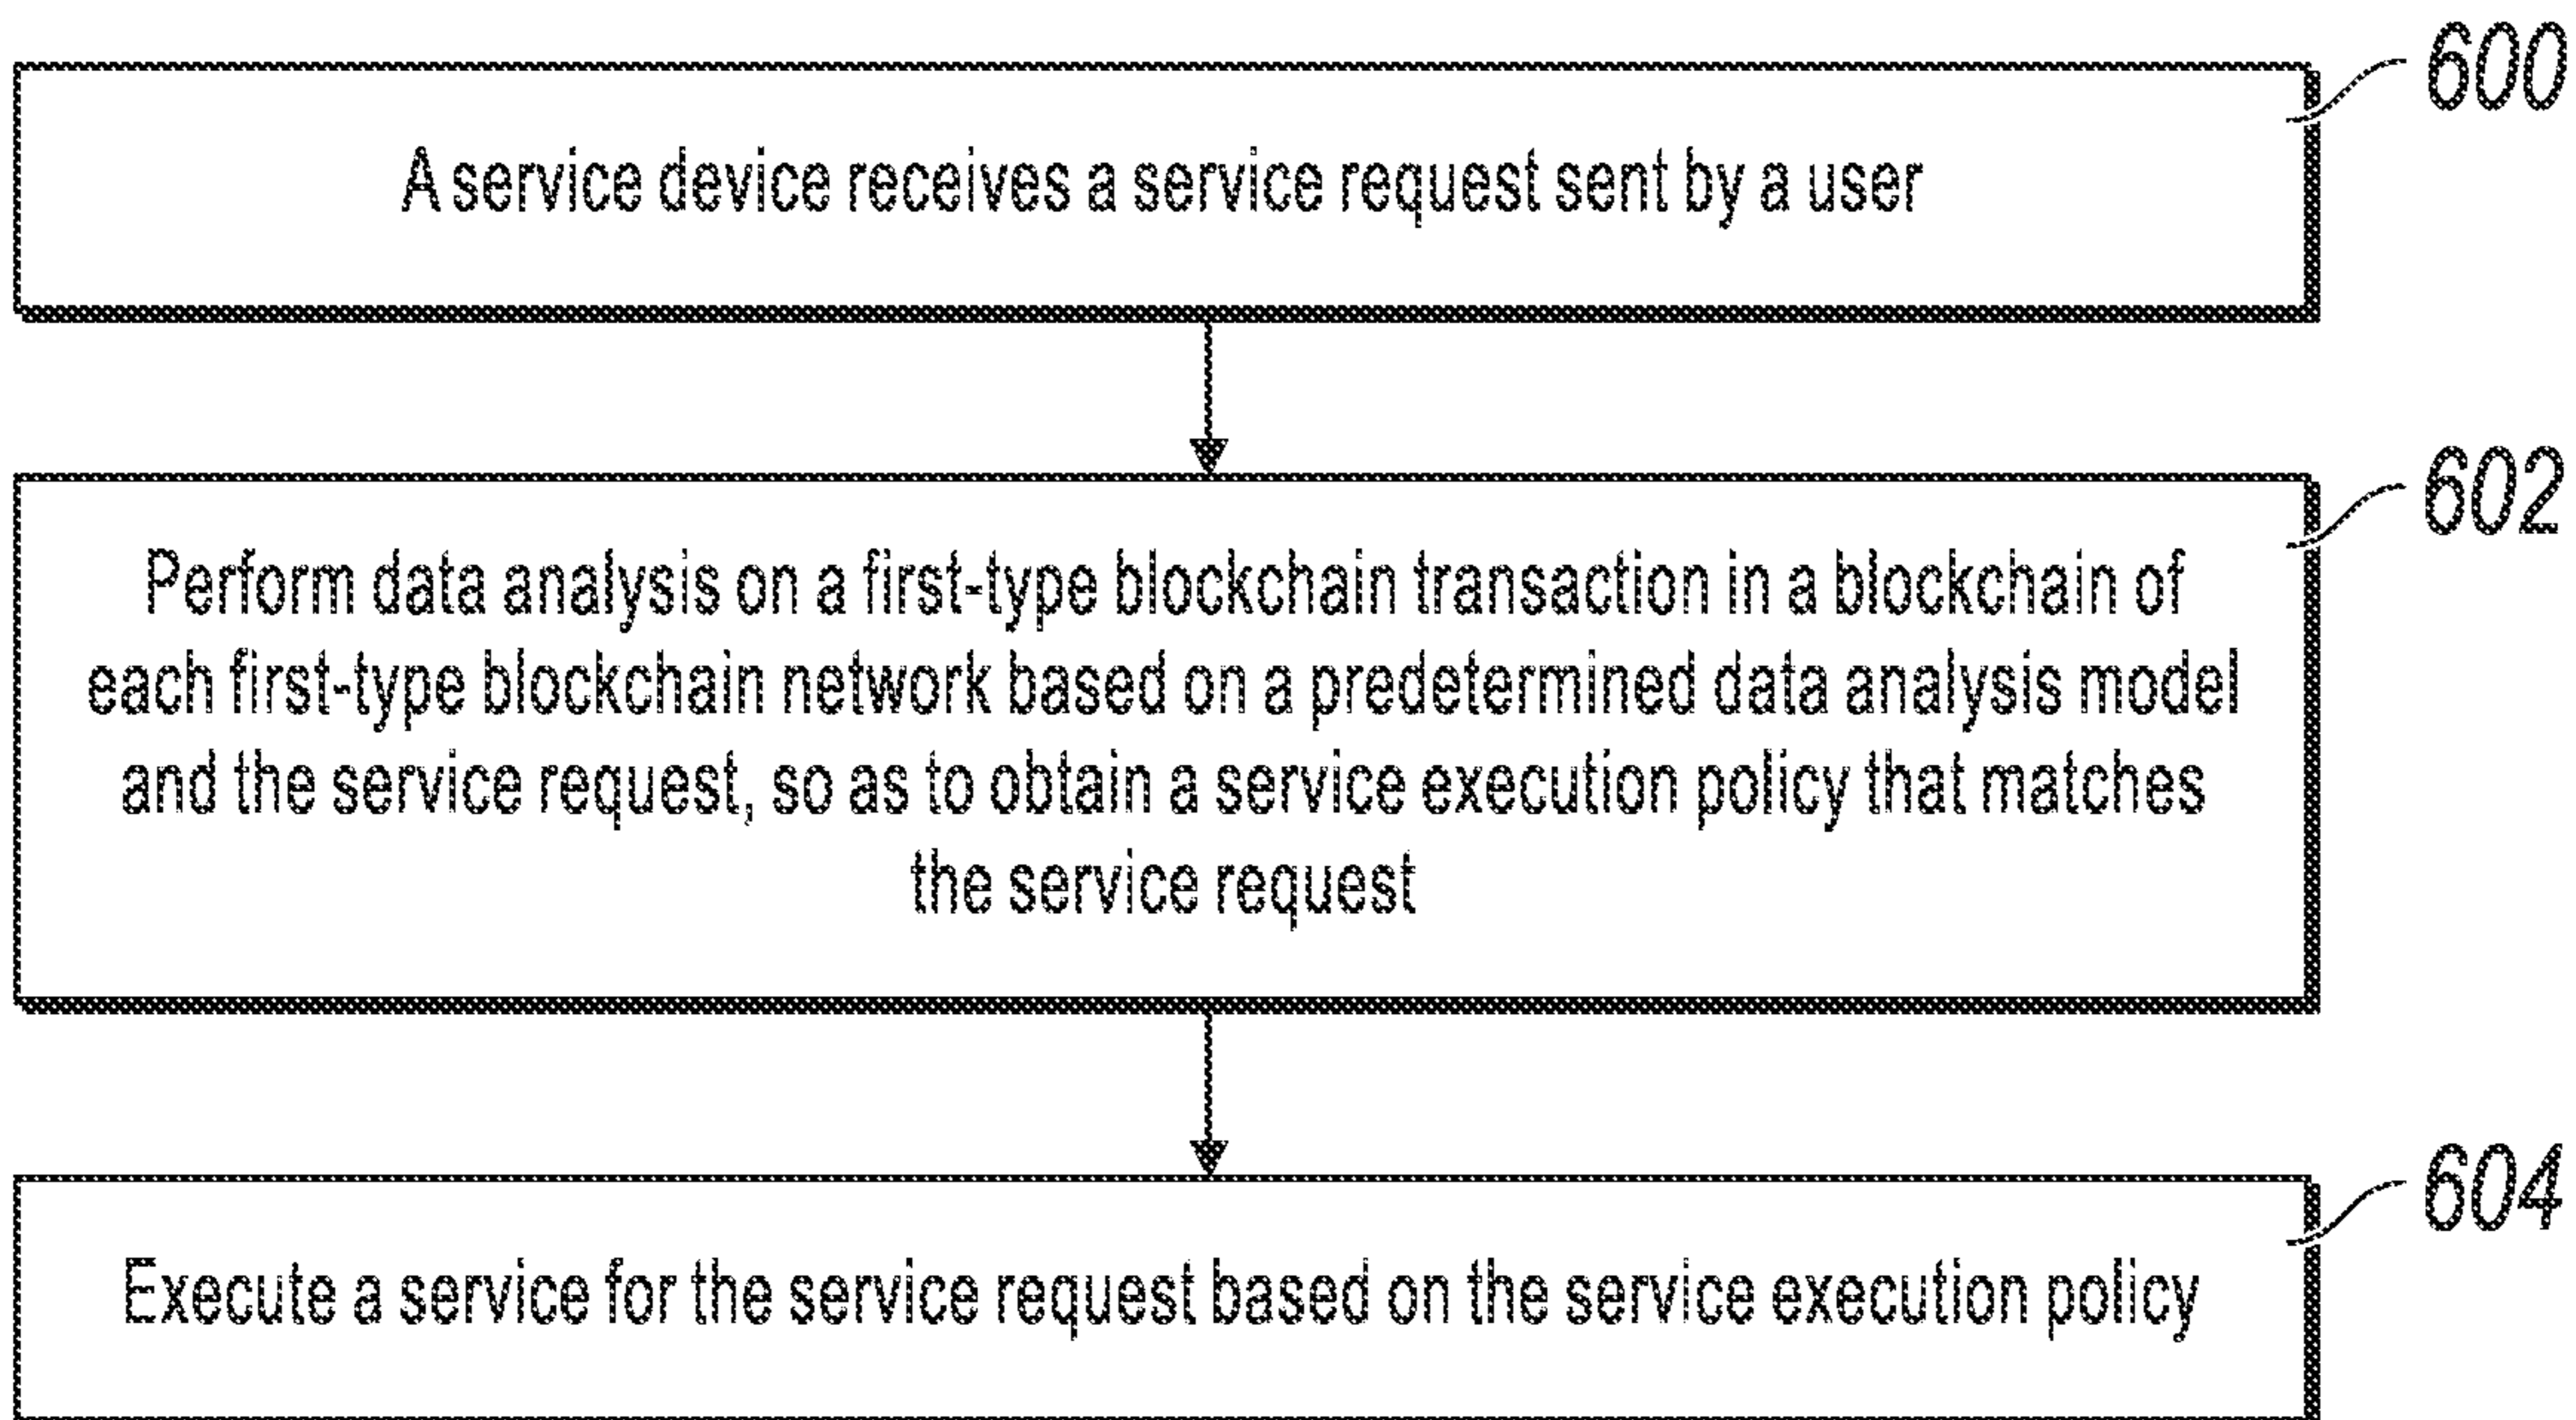 600
A service device receives a service request sent by a user
602
Perform data analysis on a first-type blockchain transaction in a blockchain of
each first-type blockchain network based on a predetermined data analysis model
and the service request, so as to obtain a service execution policy that matches
the service request
604
Execute a service for the service request based on the service execution policy